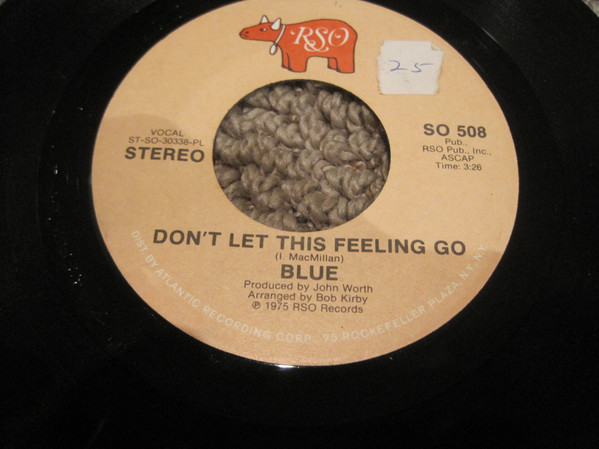 RSO
25
VOCAL
ST-SO-30338-PL
STEREO
SO 508
Pub.,
RSO Pub., Inc.,
ASCAP
Time: 3:26
DON'T LET THIS FEELING GO
(I. MacMillan)
BLUE
Produced by John Worth
Arranged by Bob Kirby
℗ 1975 RSO Records
DIST. BY ATLANTIC RECORDING CORP. 75 ROCKEFELLER PLAZA, N.Y. N.Y.